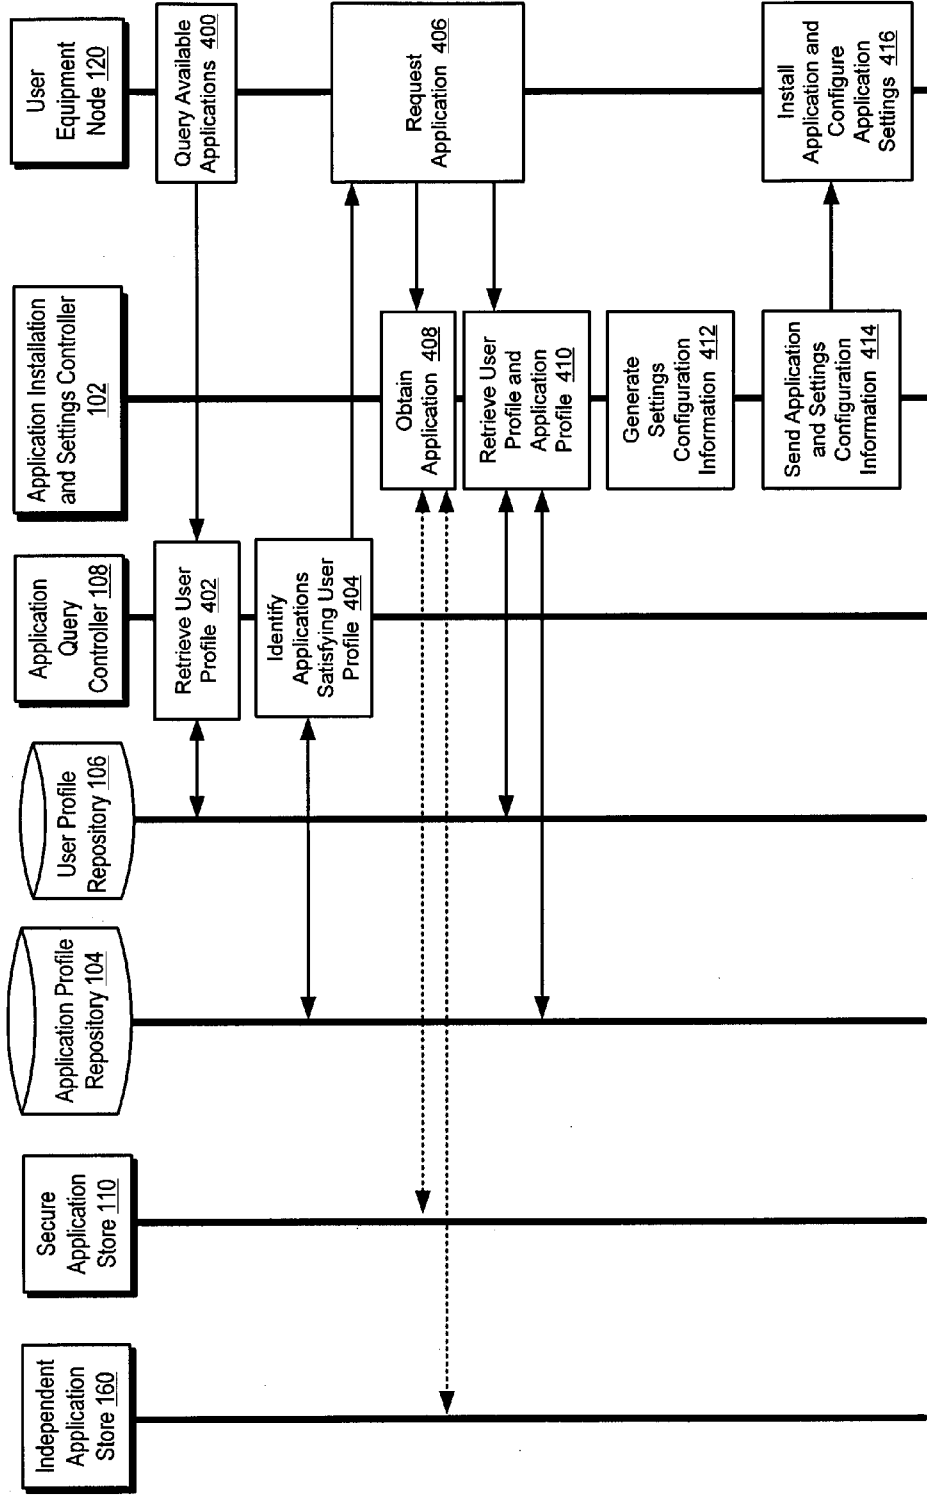 User
Equipment
Node 120
Application Installation
and Settings Controller
102
Application
Query
Controller 108
User Profile
Repository 106
Application Profile
Repository 104
Secure
Application
Store 110
Independent
Application
Store 160
Query Available
Applications 400
Retrieve User
Profile 402
Identify
Applications
Satisfying User
Profile 404
Request
Application 406
Obtain
Application 408
Retrieve User
Profile and
Application
Profile 410
Generate
Settings
Configuration
Information 412
Send Application
and Settings
Configuration
Information 414
Install
Application and
Configure
Application
Settings 416